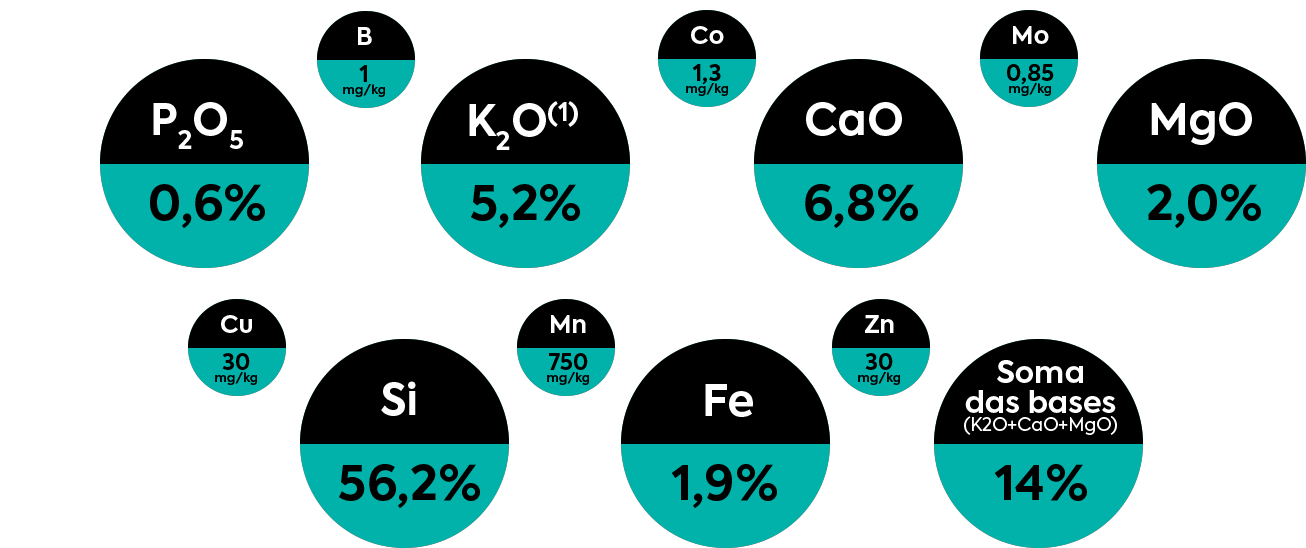 B
1
mg/kg
Co
1,3
mg/kg
Mo
0,85
mg/kg
P₂O₅
0,6%
K₂O⁽¹⁾
5,2%
CaO
6,8%
MgO
2,0%
Cu
30
mg/kg
Mn
750
mg/kg
Zn
30
mg/kg
Si
56,2%
Fe
1,9%
Soma
das bases
(K2O+CaO+MgO)
14%